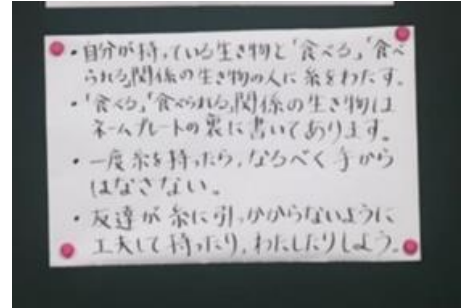 ・自分が持っている生き物と「食べる」「食べ
られる」関係の生き物の人に糸をわたす。
・「食べる」「食べられる」関係の生き物は
ネームプレートの裏に書いてあります。
・一度糸を持ったら、なるべく手から
はなさない。
・友達が糸に引っかからないように
工夫して持ったり、わたしたりしよう。